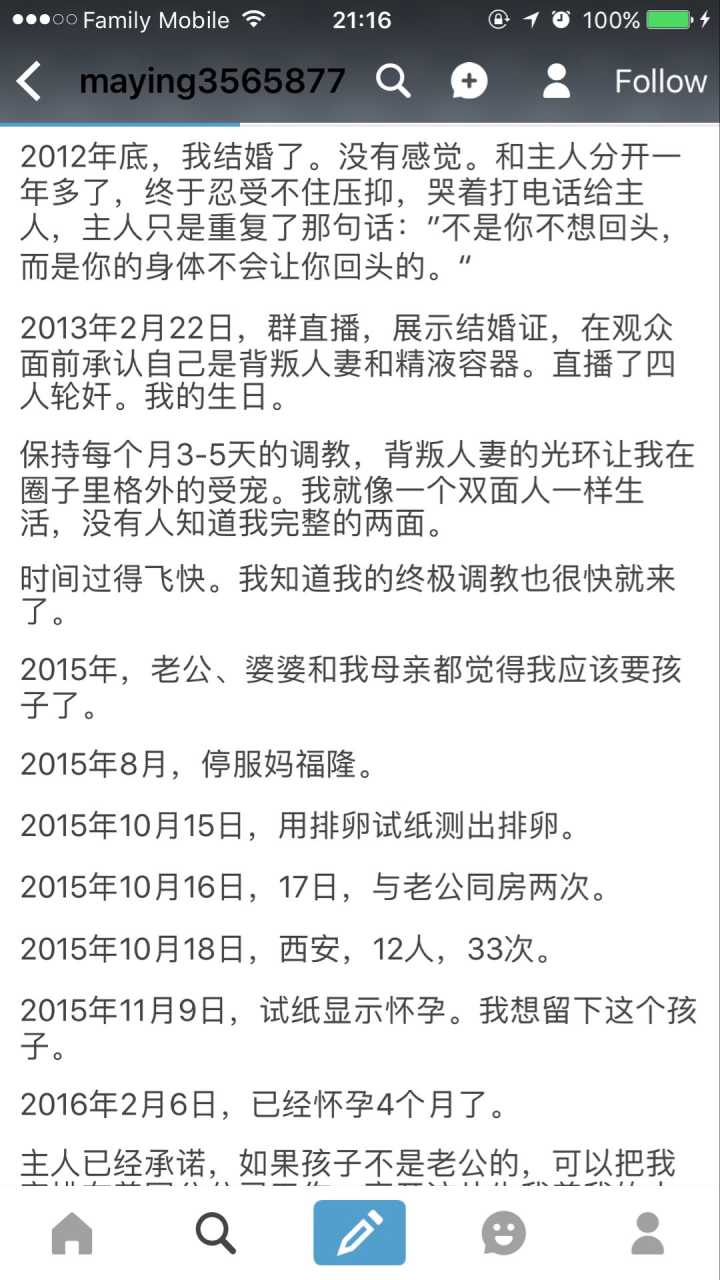 Family Mobile 21:16 100%
maying3565877 Follow
2012年底，我结婚了。没有感觉。和主人分开一
年多了，终于忍受不住压抑，哭着打电话给主
人，主人只是重复了那句话：“不是你不想回头，
而是你的身体不会让你回头的。“
2013年2月22日，群直播，展示结婚证，在观众
面前承认自己是背叛人妻和精液容器。直播了四
人轮奸。我的生日。
保持每个月3-5天的调教，背叛人妻的光环让我在
圈子里格外的受宠。我就像一个双面人一样生
活，没有人知道我完整的两面。
时间过得飞快。我知道我的终极调教也很快就来
了。
2015年，老公、婆婆和我母亲都觉得我应该要孩
子了。
2015年8月，停服妈福隆。
2015年10月15日，用排卵试纸测出排卵。
2015年10月16日，17日，与老公同房两次。
2015年10月18日，西安，12人，33次。
2015年11月9日，试纸显示怀孕。我想留下这个孩
子。
2016年2月6日，已经怀孕4个月了。
主人已经承诺，如果孩子不是老公的，可以把我